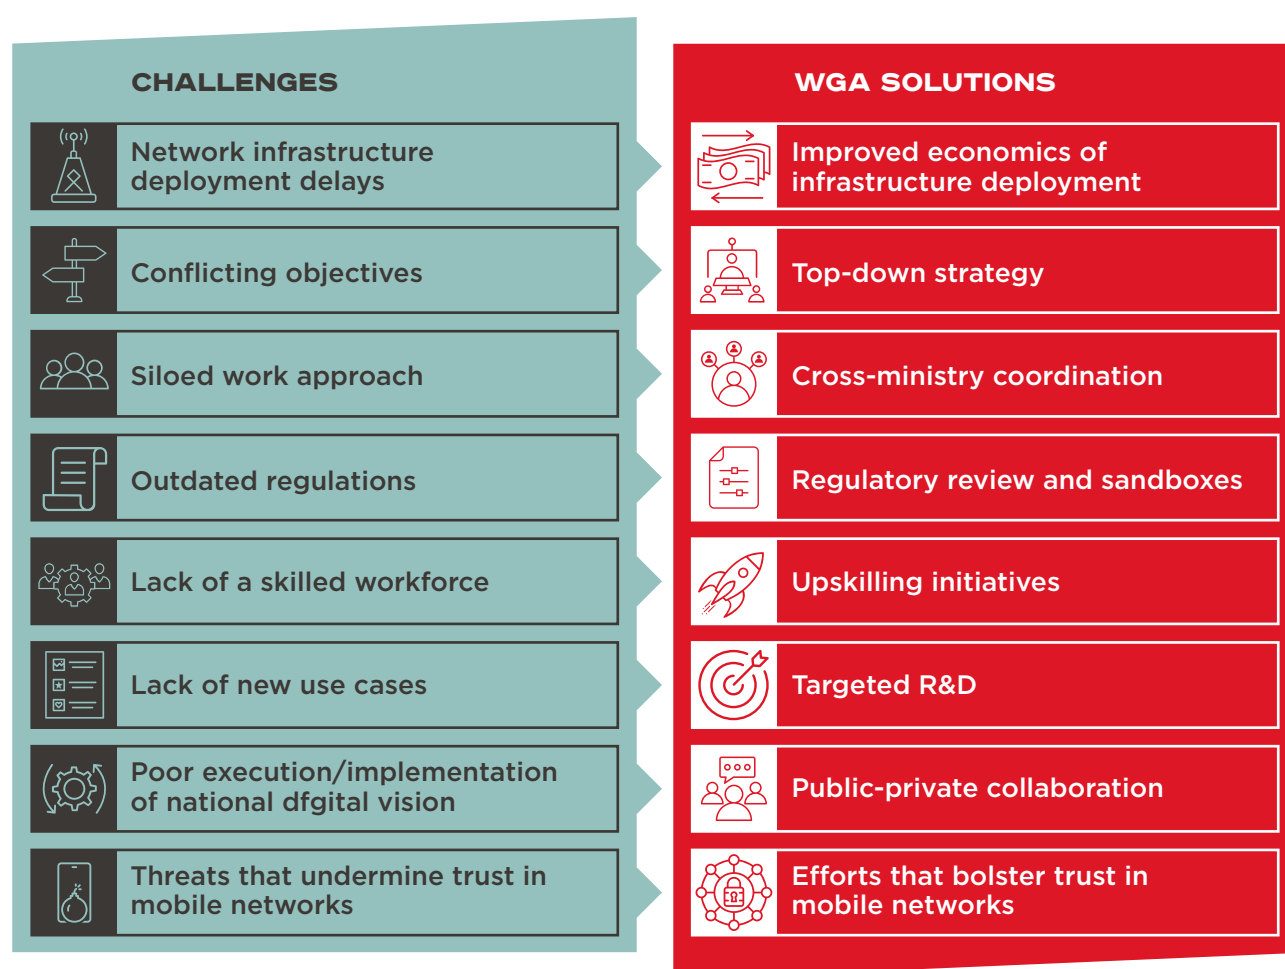 CHALLENGES
Network infrastructure
deployment delays
Conflicting objectives
Siloed work approach
Outdated regulations
Lack of a skilled workforce
Lack of new use cases
Poor execution/implementation
of national dfgital vision
Threats that undermine trust in
mobile networks
WGA SOLUTIONS
Improved economics of
infrastructure deployment
Top-down strategy
Cross-ministry coordination
Regulatory review and sandboxes
Upskilling initiatives
Targeted R&D
Public-private collaboration
Efforts that bolster trust in
mobile networks